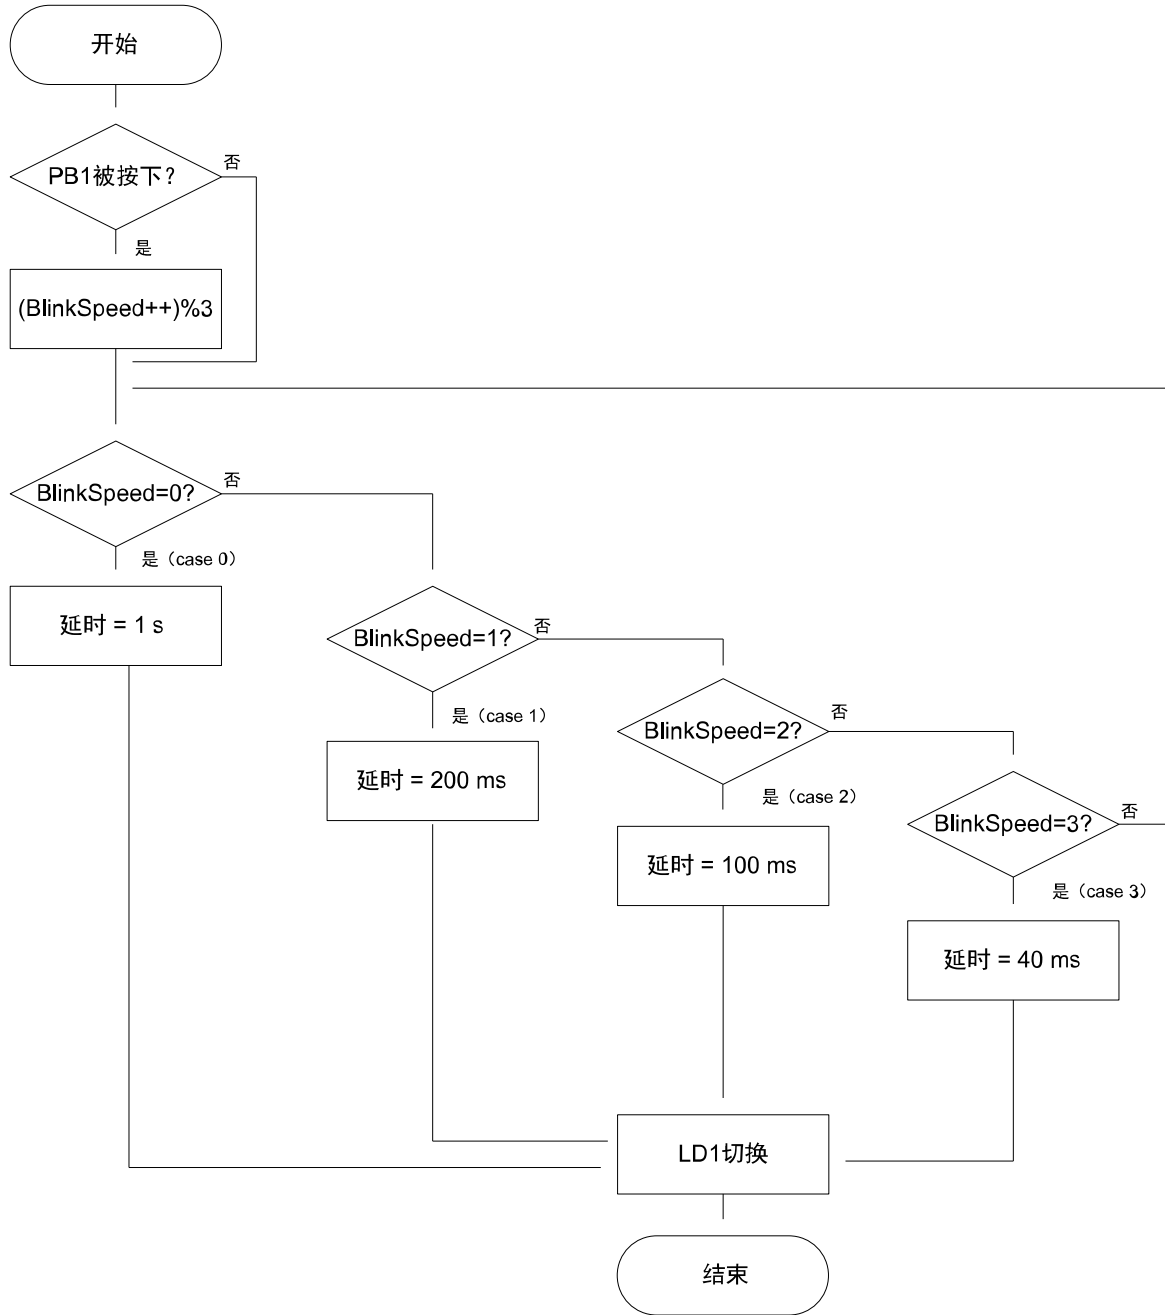 开始
PB1被按下?
否
是
(BlinkSpeed++)%3
BlinkSpeed=0?
否
是（case 0）
延时 = 1 s
BlinkSpeed=1?
否
是（case 1）
延时 = 200 ms
BlinkSpeed=2?
否
是（case 2）
延时 = 100 ms
BlinkSpeed=3?
否
是（case 3）
延时 = 40 ms
LD1切换
结束